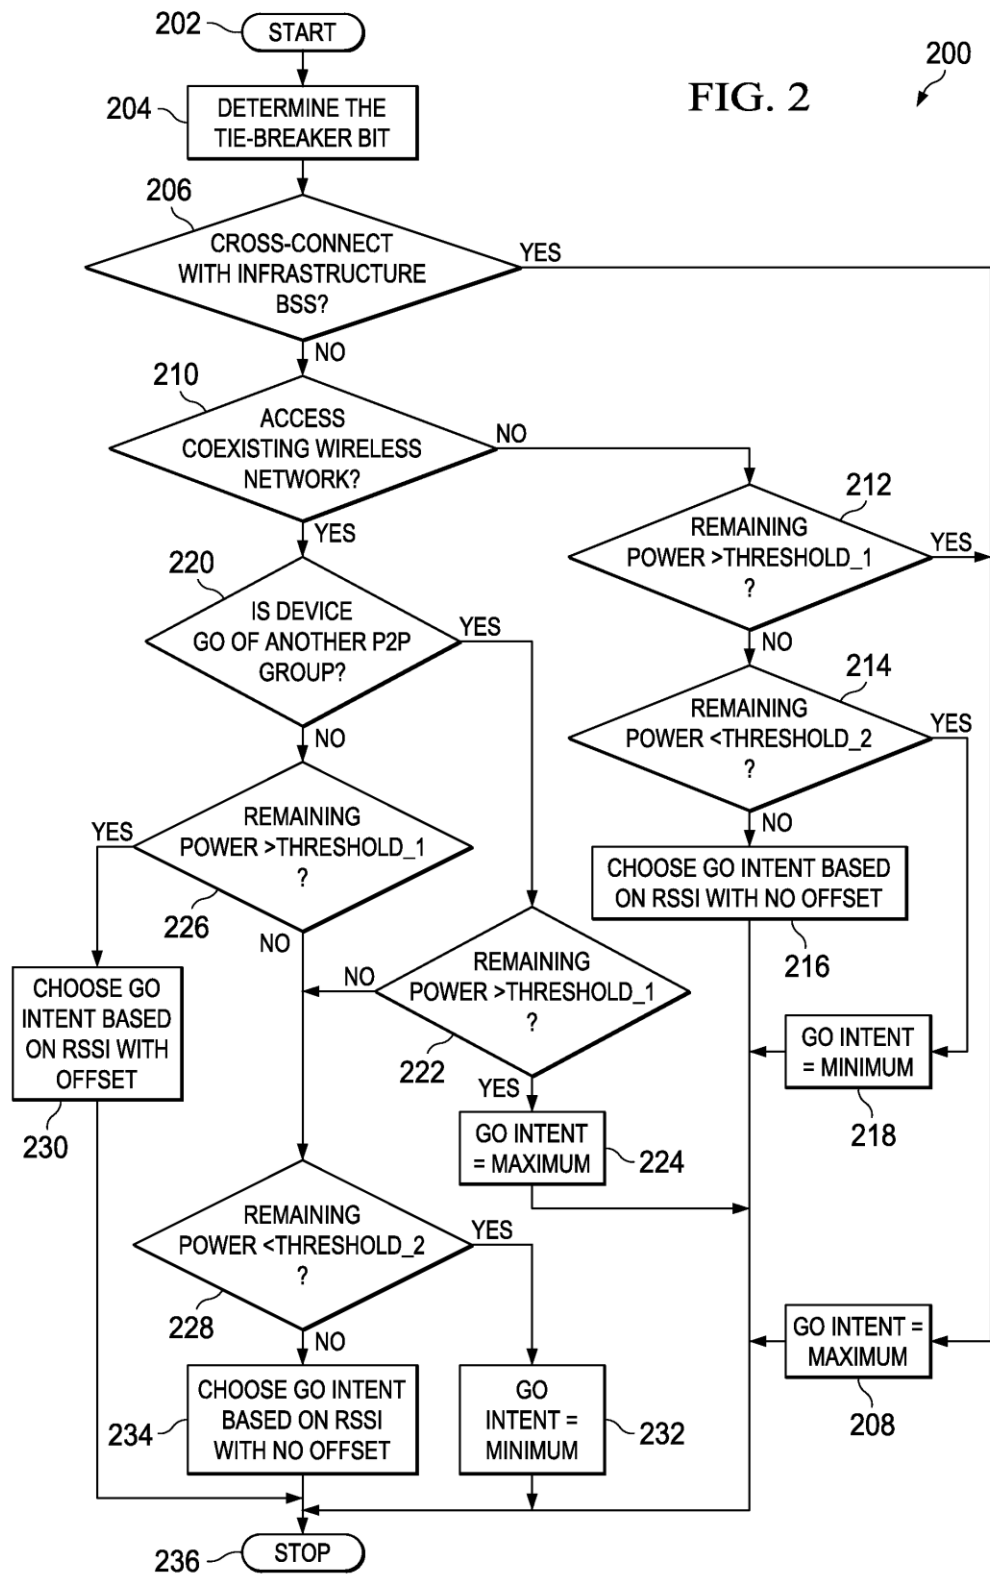 202
START
200
FIG. 2
204
DETERMINE THE
TIE-BREAKER BIT
206
CROSS-CONNECT
WITH INFRASTRUCTURE
BSS?
YES
NO
210
ACCESS
COEXISTING WIRELESS
NETWORK?
NO
YES
212
REMAINING
POWER >THRESHOLD_1
?
YES
NO
220
IS DEVICE
GO OF ANOTHER P2P
GROUP?
YES
NO
214
REMAINING
POWER <THRESHOLD_2
?
YES
NO
226
REMAINING
POWER >THRESHOLD_1
?
YES
NO
CHOOSE GO INTENT BASED
ON RSSI WITH NO OFFSET
216
REMAINING
POWER >THRESHOLD_1
?
NO
222
YES
CHOOSE GO
INTENT BASED
ON RSSI WITH
OFFSET
230
GO INTENT
= MINIMUM
218
GO INTENT
= MAXIMUM
224
REMAINING
POWER <THRESHOLD_2
?
YES
228
NO
GO INTENT =
MAXIMUM
208
234
CHOOSE GO INTENT
BASED ON RSSI
WITH NO OFFSET
GO
INTENT =
MINIMUM
232
236
STOP